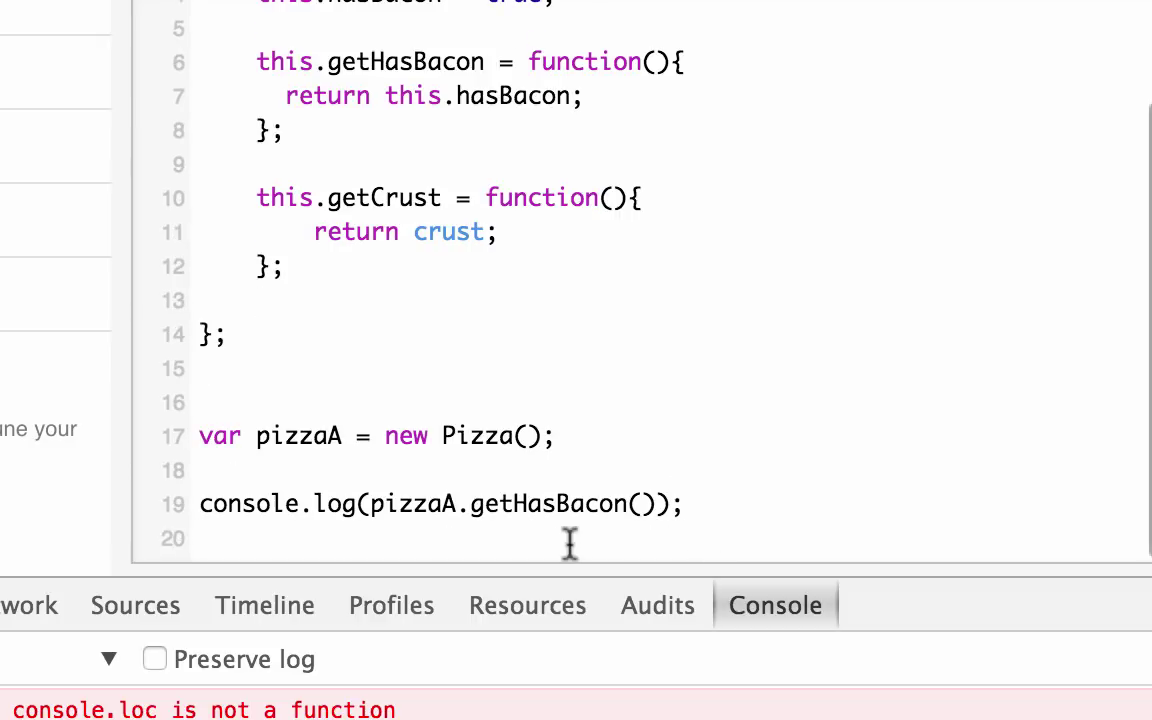 5
6 this.getHasBacon = function(){
7 return this.hasBacon;
8 };
9
10 this.getCrust = function(){
11 return crust;
12 };
13
14 };
15
16
17 var pizzaA = new Pizza();
18
19 console.log(pizzaA.getHasBacon());
20
une your
work Sources Timeline Profiles Resources Audits Console
▼ Preserve log
console.loc is not a function